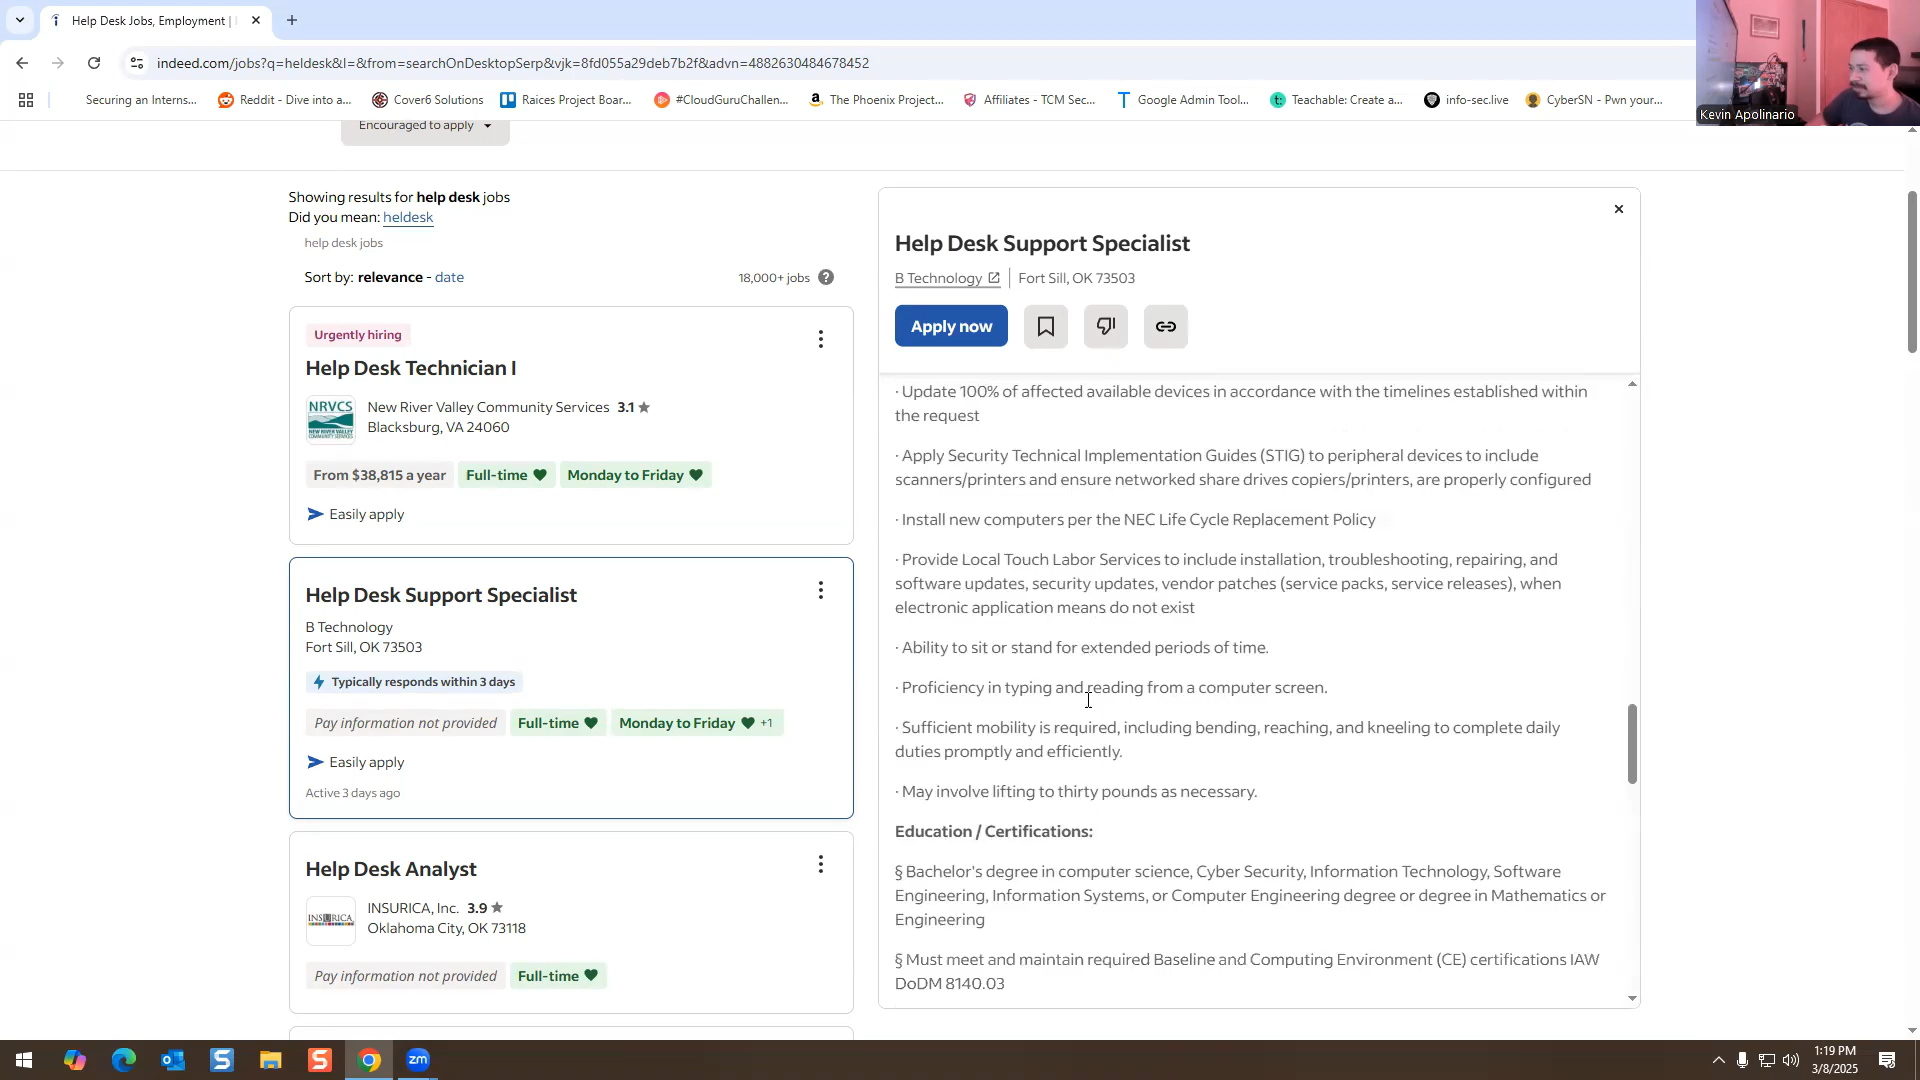 Help Desk Jobs, Employment |
indeed.com/jobs?q=heldesk&l=&from=searchOnDesktopSerp&vjk=8fd055a29deb7b2f&advn=4882630484678452
Securing an Interns...
Reddit - Dive into a...
Cover6 Solutions
Raices Project Boar...
#CloudGuruChallen...
The Phoenix Project...
Affiliates - TCM Sec...
Google Admin Tool...
Teachable: Create a...
info-sec.live
CyberSN - Pwn your...
Kevin Apolinario
Encouraged to apply
Showing results for help desk jobs
Did you mean: heldesk
help desk jobs
Sort by: relevance - date
18,000+ jobs
Urgently hiring
Help Desk Technician I
NRVCS
NEW RIVER VALLEY
COMMUNITY SERVICES
New River Valley Community Services 3.1
Blacksburg, VA 24060
From $38,815 a year
Full-time
Monday to Friday
Easily apply
Help Desk Support Specialist
B Technology
Fort Sill, OK 73503
Typically responds within 3 days
Pay information not provided
Full-time
Monday to Friday
+1
Easily apply
Active 3 days ago
Help Desk Analyst
INSURICA
INSURICA, Inc. 3.9
Oklahoma City, OK 73118
Pay information not provided
Full-time
Help Desk Support Specialist
B Technology
Fort Sill, OK 73503
Apply now
· Update 100% of affected available devices in accordance with the timelines established within
the request
· Apply Security Technical Implementation Guides (STIG) to peripheral devices to include
scanners/printers and ensure networked share drives copiers/printers, are properly configured
· Install new computers per the NEC Life Cycle Replacement Policy
· Provide Local Touch Labor Services to include installation, troubleshooting, repairing, and
software updates, security updates, vendor patches (service packs, service releases), when
electronic application means do not exist
· Ability to sit or stand for extended periods of time.
· Proficiency in typing and reading from a computer screen.
· Sufficient mobility is required, including bending, reaching, and kneeling to complete daily
duties promptly and efficiently.
· May involve lifting to thirty pounds as necessary.
Education / Certifications:
§ Bachelor's degree in computer science, Cyber Security, Information Technology, Software
Engineering, Information Systems, or Computer Engineering degree or degree in Mathematics or
Engineering
§ Must meet and maintain required Baseline and Computing Environment (CE) certifications IAW
DoDM 8140.03
zm
1:19 PM
3/8/2025